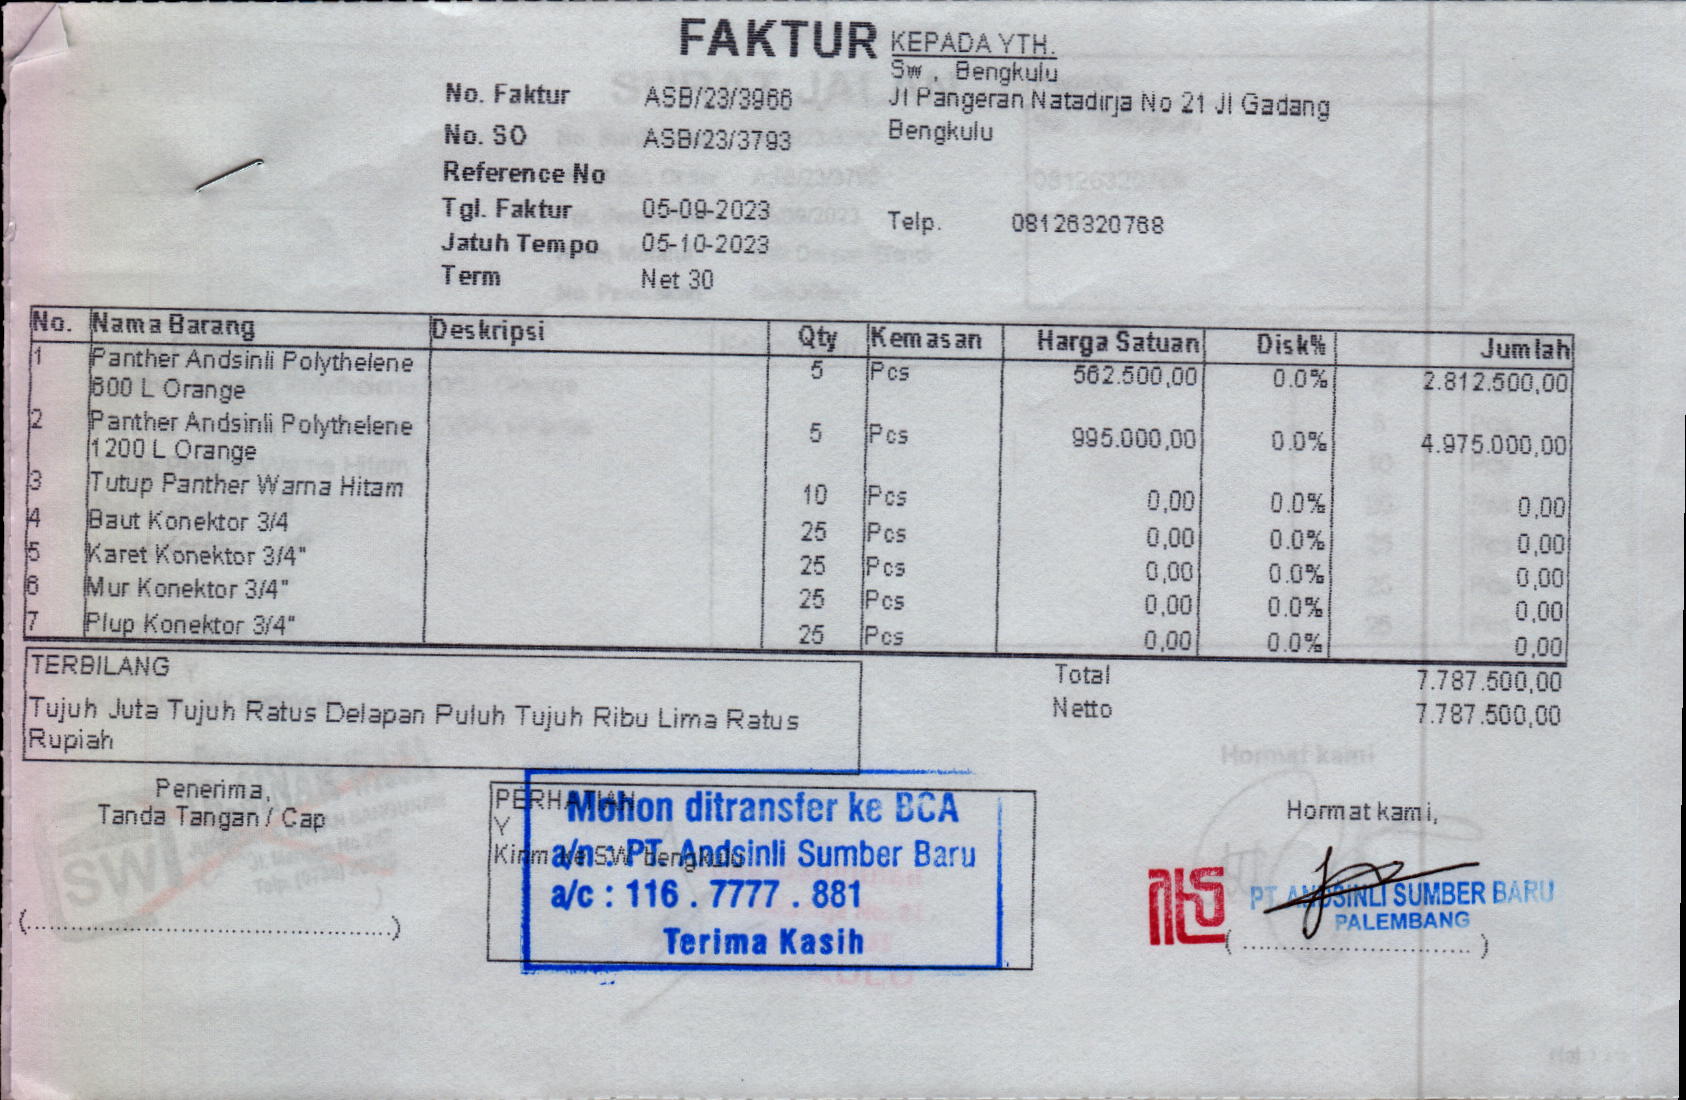 FAKTUR
KEPADA YTH.
Sw . Bengkulu
Jl Pangeran Natadirja No 21 Jl Gadang
Bengkulu
No. Faktur ASB/23/3966
No. SO ASB/23/3793
Reference No
Tgl. Faktur 05-09-2023
Telp. 08126320768
Jatuh Tempo 05-10-2023
Term Net 30
No. Nama Barang Deskripsi Qty Kemasan Harga Satuan Disk% Jumlah
1 Panther Andsinli Polythelene 5 Pcs 562.500,00 0.0% 2.812.500,00
600 L Orange
2 Panther Andsinli Polythelene 5 Pcs 995.000,00 0.0% 4.975.000,00
1200 L Orange
3 Tutup Panther Warna Hitam 10 Pcs 0,00 0.0% 0,00
4 Baut Konektor 3/4 25 Pcs 0,00 0.0% 0,00
5 Karet Konektor 3/4" 25 Pcs 0,00 0.0% 0,00
6 Mur Konektor 3/4" 25 Pcs 0,00 0.0% 0,00
7 Plup Konektor 3/4" 25 Pcs 0,00 0.0% 0,00
TERBILANG
Tujuh Juta Tujuh Ratus Delapan Puluh Tujuh Ribu Lima Ratus
Rupiah
Total 7.787.500,00
Netto 7.787.500,00
Penerima,
Tanda Tangan / Cap
(........................................)
PERHATIAN
Y
Kirim ke SW bengkulu
Mohon ditransfer ke BCA
a/n : PT. Andsinli Sumber Baru
a/c : 116 . 7777 . 881
Terima Kasih
Hormat kami,
PT. ANDSINLI SUMBER BARU
PALEMBANG
(.............................)